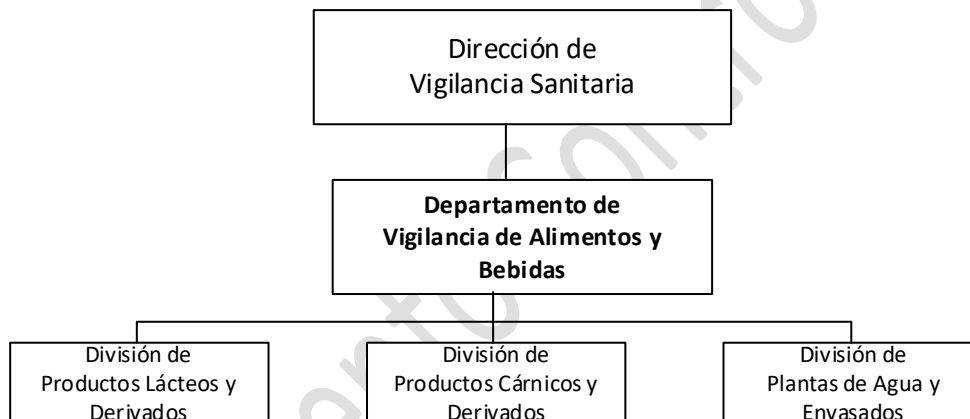 Dirección de
Vigilancia Sanitaria
Departamento de
Vigilancia de Alimentos y
Bebidas
División de
Productos Lácteos y
Derivados
División de
Productos Cárnicos y
Derivados
División de
Plantas de Agua y
Envasados